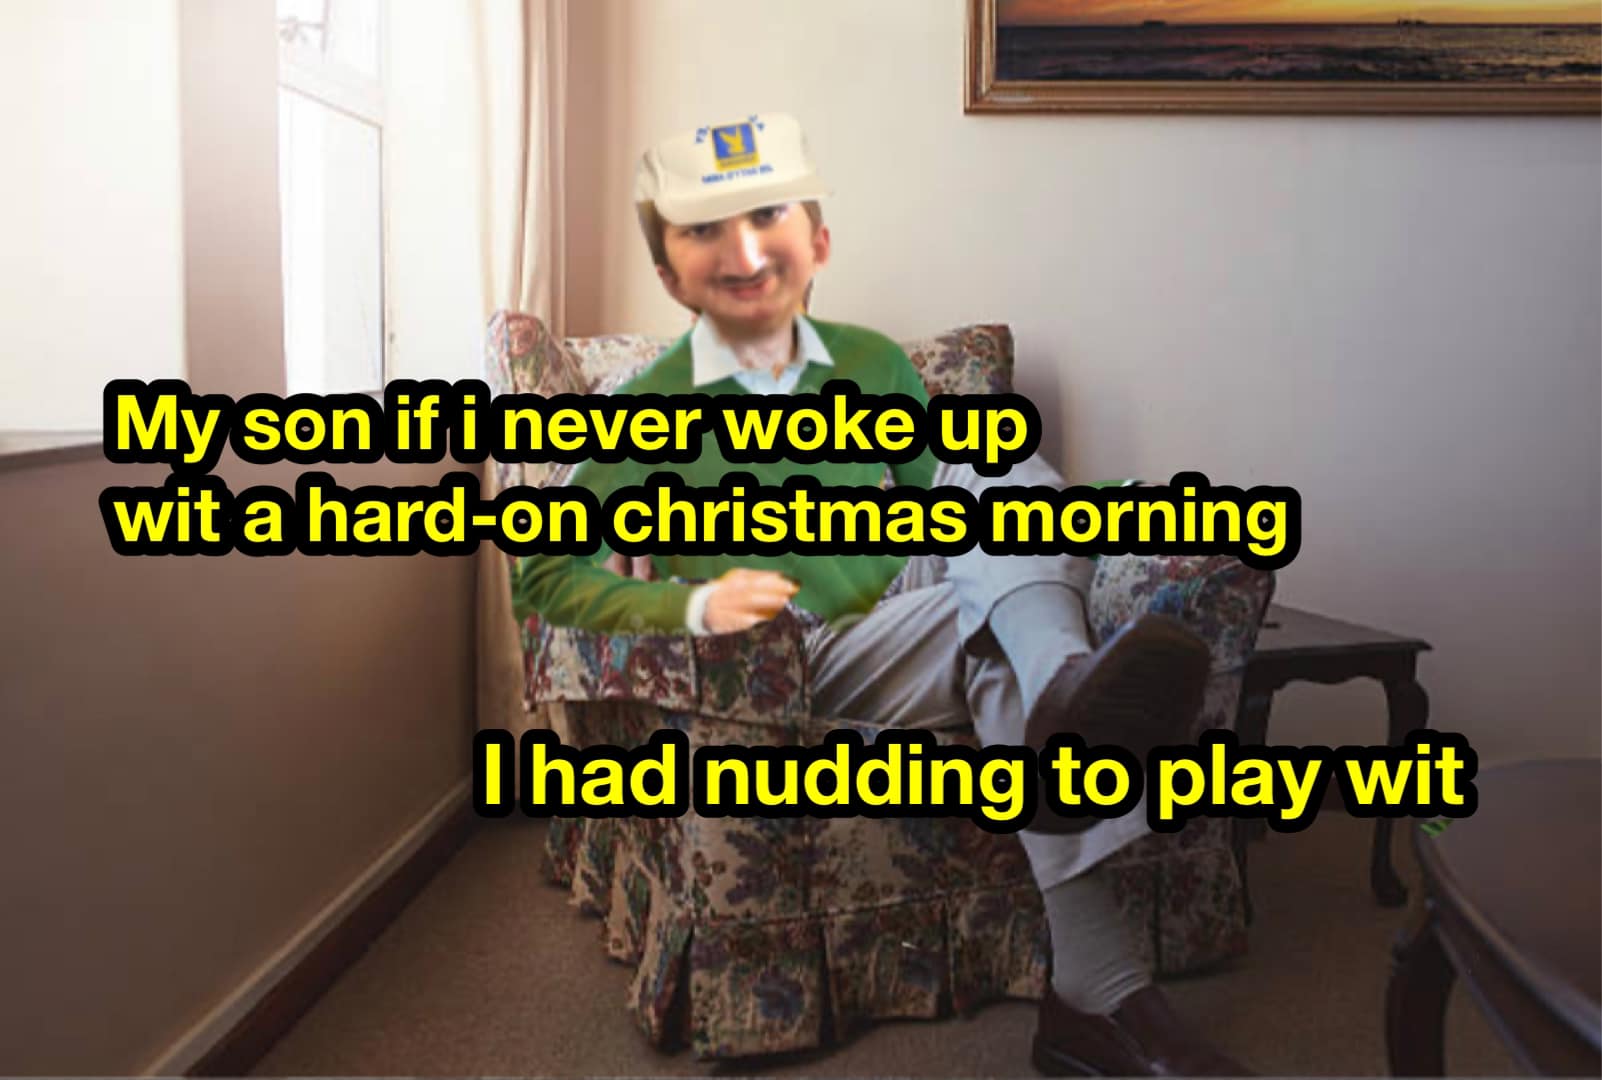 My son if i never woke up
wit a hard-on christmas morning
I had nudding to play wit